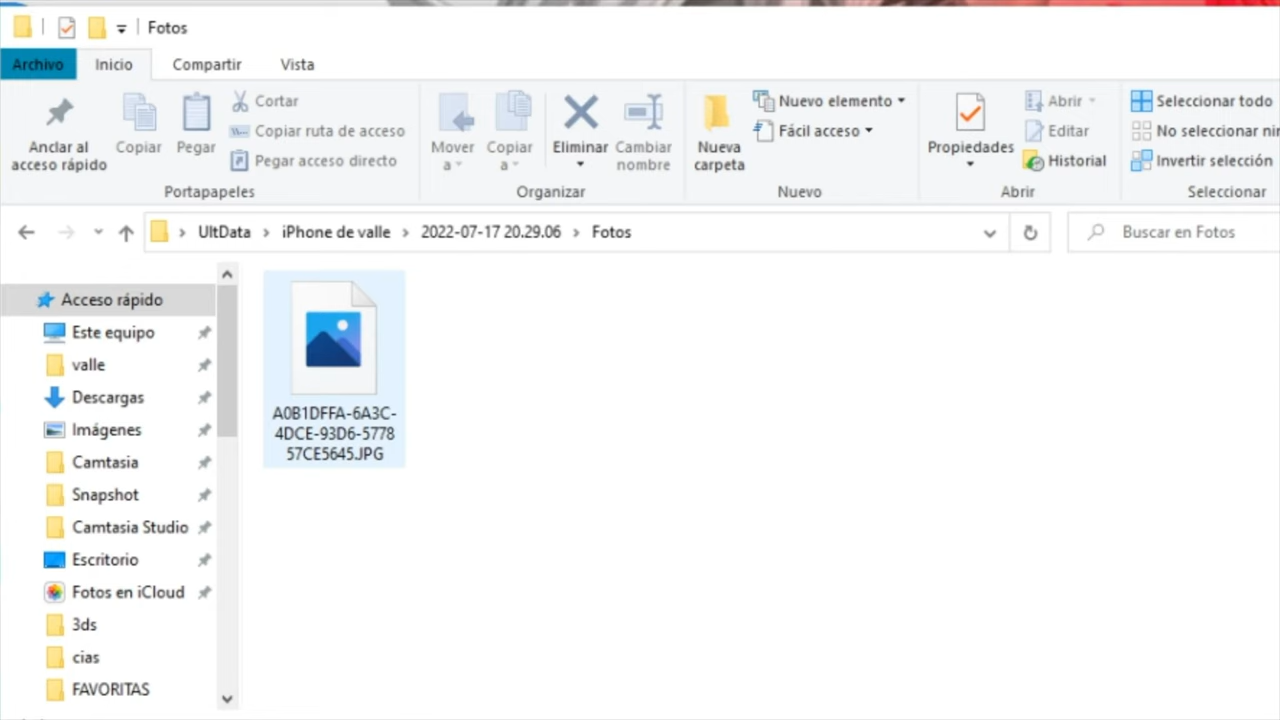 Fotos
Archivo
Inicio
Compartir
Vista
Anclar al
acceso rápido
Copiar
Pegar
Cortar
Copiar ruta de acceso
Pegar acceso directo
Portapapeles
Mover
a
Copiar
a
Eliminar
Cambiar
nombre
Organizar
Nueva
carpeta
Nuevo elemento
Fácil acceso
Nuevo
Propiedades
Abrir
Editar
Historial
Abrir
Seleccionar todo
No seleccionar nin
Invertir selección
Seleccionar
UltData
iPhone de valle
2022-07-17 20.29.06
Fotos
Buscar en Fotos
Acceso rápido
Este equipo
valle
Descargas
Imágenes
Camtasia
Snapshot
Camtasia Studio
Escritorio
Fotos en iCloud
3ds
cias
FAVORITAS
A0B1DFFA-6A3C-
4DCE-93D6-5778
57CE5645.JPG